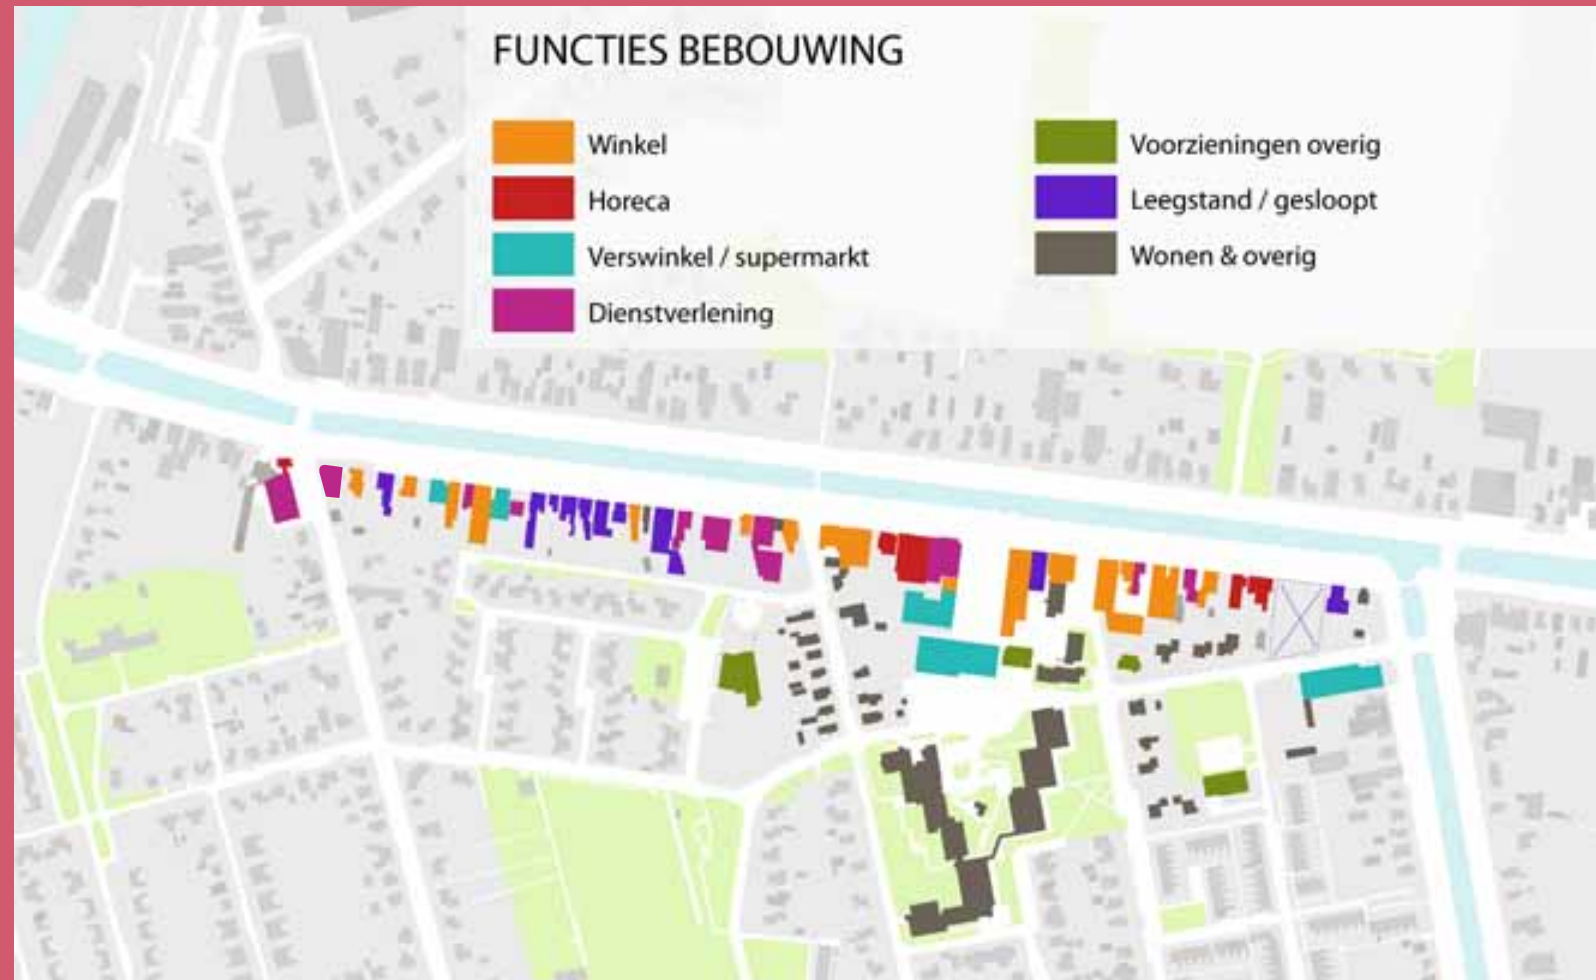 FUNCTIES BEBOUWING
Winkel
Horeca
Verswinkel / supermarkt
Dienstverlening
Voorzieningen overig
Leegstand / gesloopt
Wonen & overig